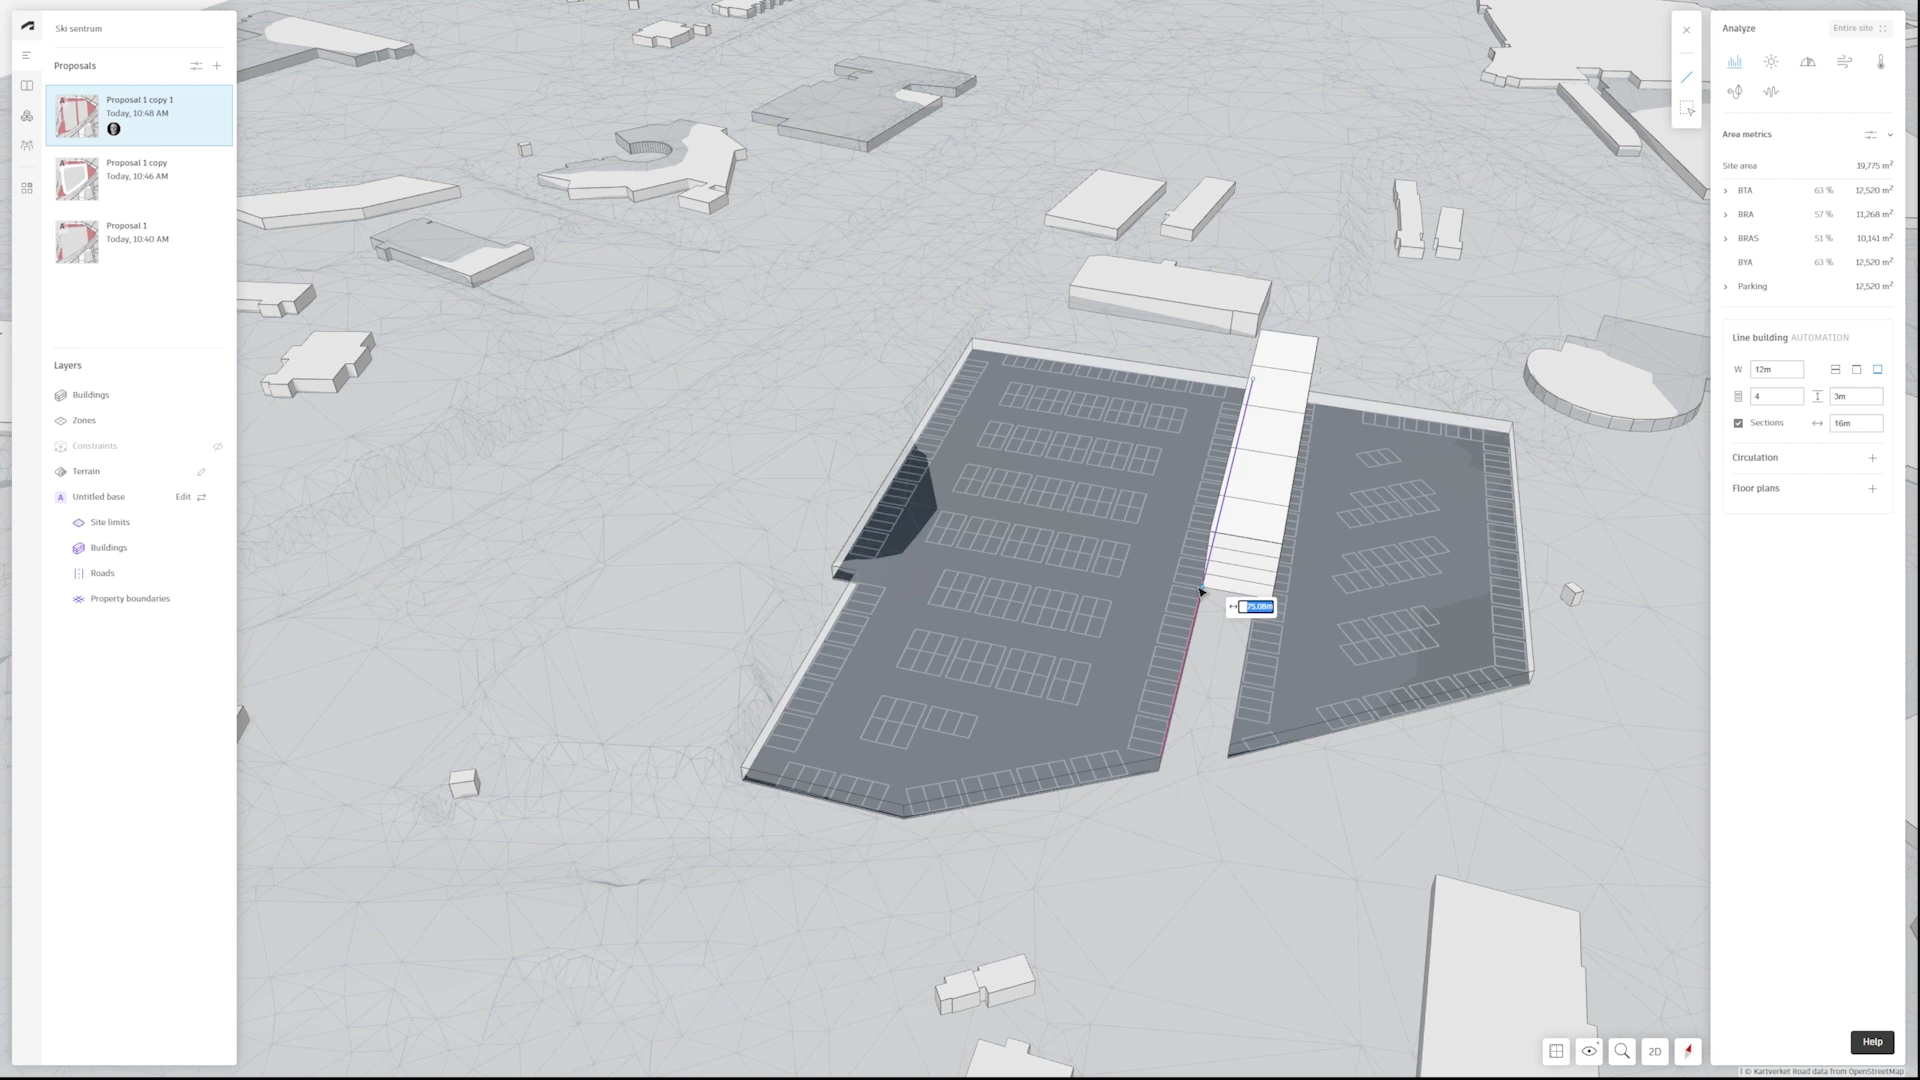 Ski sentrum
Proposals
Proposal 1 copy 1
Today, 10:48 AM
Proposal 1 copy
Today, 10:46 AM
Proposal 1
Today, 10:40 AM
Layers
Buildings
Zones
Constraints
Terrain
A Untitled base Edit
Site limits
Buildings
Roads
Property boundaries
75.08m
Analyze Entire site
Area metrics
Site area 19,775 m²
BTA 63 % 12,520 m²
BRA 57 % 11,268 m²
BRAS 51 % 10,141 m²
BYA 63 % 12,520 m²
Parking 12,520 m²
Line building AUTOMATION
W 12m
4 3m
Sections 16m
Circulation
Floor plans
Help
2D
© Kartverket Road data from OpenStreetMap